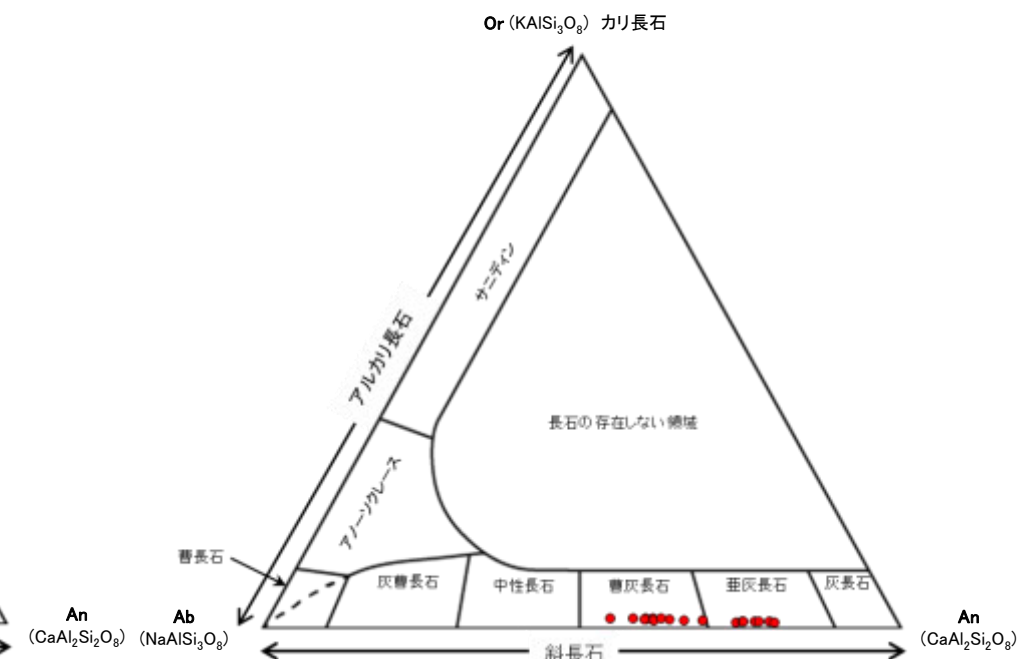 Or (KAlSi₃O₈) カリ長石
サニディン
アルカリ長石
長石の存在しない領域
アノーソクレース
曹長石
灰曹長石
中性長石
曹灰長石
亜灰長石
灰長石
An
(CaAl₂Si₂O₈)
Ab
(NaAlSi₃O₈)
An
(CaAl₂Si₂O₈)
斜長石